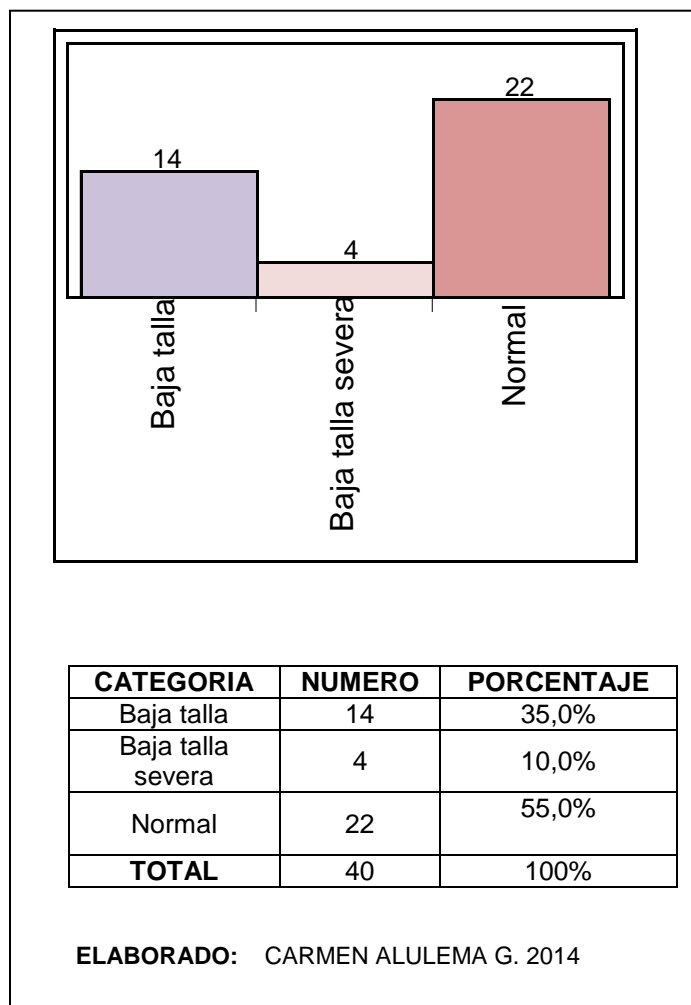 22
14
4
Baja talla
Baja talla severa
Normal
CATEGORIA NUMERO PORCENTAJE
Baja talla 14 35,0%
Baja talla
severa 4 10,0%
Normal 22 55,0%
TOTAL 40 100%
ELABORADO: CARMEN ALULEMA G. 2014